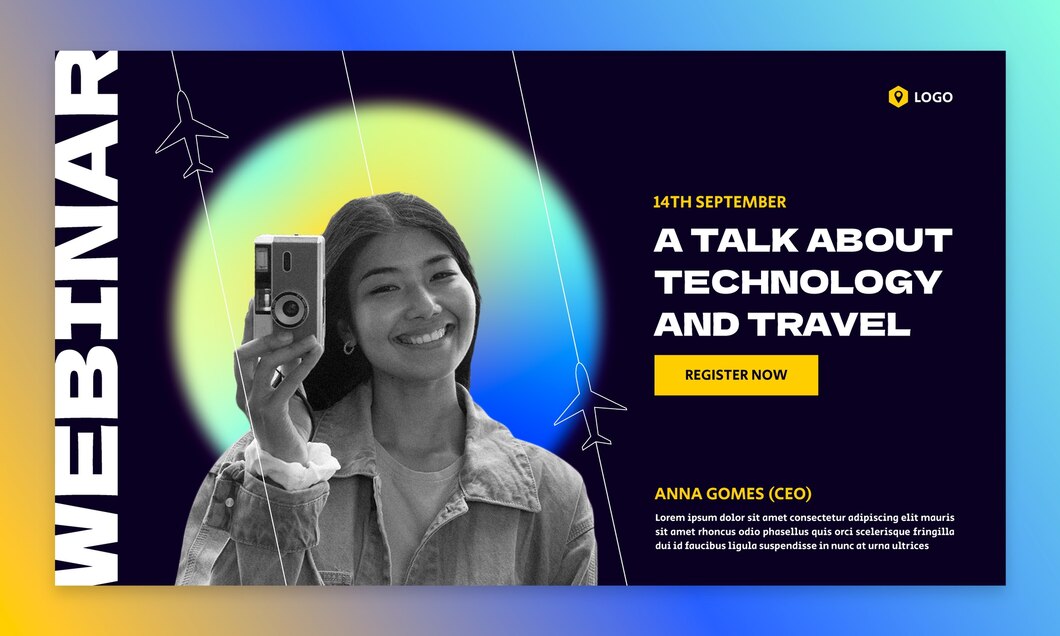 WEBINAR
LOGO
14TH SEPTEMBER
A TALK ABOUT
TECHNOLOGY
AND TRAVEL
REGISTER NOW
ANNA GOMES (CEO)
Lorem ipsum dolor sit amet consectetur adipiscing elit mauris
sit amet rhoncus odio phasellus quis orci scelerisque fringilla
dui id faucibus ligula suspendisse in nunc at urna ultrices